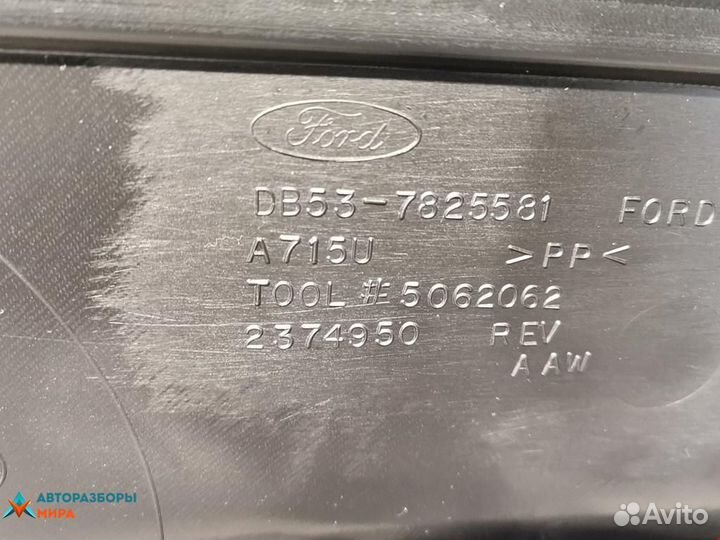 Ford
DB53-7825581 FORD
A715U >PP<
TOOL # 5062062
2374950 REV
AAW
АВТОРАЗБОРЫ
МИРА
Avito